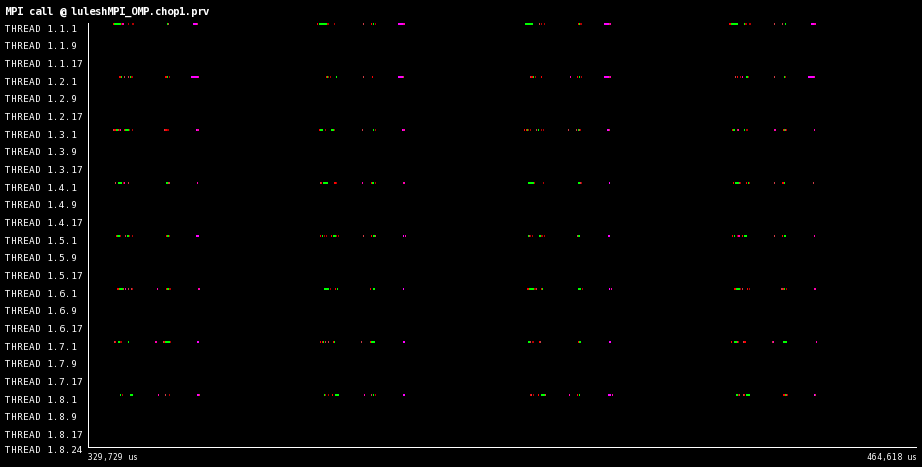 MPI call @ luleshMPI_OMP.chop1.prv
THREAD 1.1.1
THREAD 1.1.9
THREAD 1.1.17
THREAD 1.2.1
THREAD 1.2.9
THREAD 1.2.17
THREAD 1.3.1
THREAD 1.3.9
THREAD 1.3.17
THREAD 1.4.1
THREAD 1.4.9
THREAD 1.4.17
THREAD 1.5.1
THREAD 1.5.9
THREAD 1.5.17
THREAD 1.6.1
THREAD 1.6.9
THREAD 1.6.17
THREAD 1.7.1
THREAD 1.7.9
THREAD 1.7.17
THREAD 1.8.1
THREAD 1.8.9
THREAD 1.8.17
THREAD 1.8.24
329,729 us
464,618 us